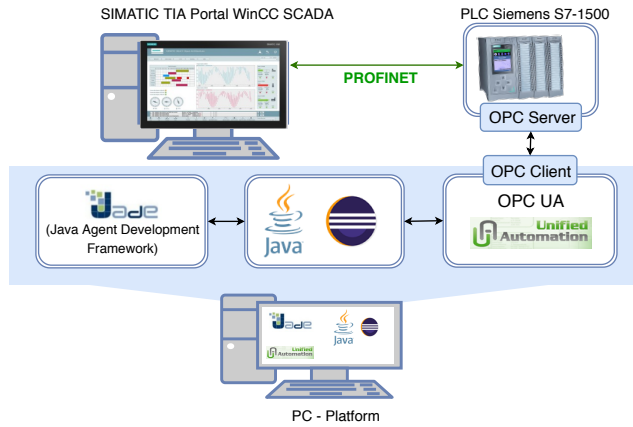 SIMATIC TIA Portal WinCC SCADA
PLC Siemens S7-1500
PROFINET
OPC Server
OPC Client
Jade
(Java Agent Development
Framework)
Java
OPC UA
Unified
Automation
Jade
Java
Unified
Automation
PC - Platform